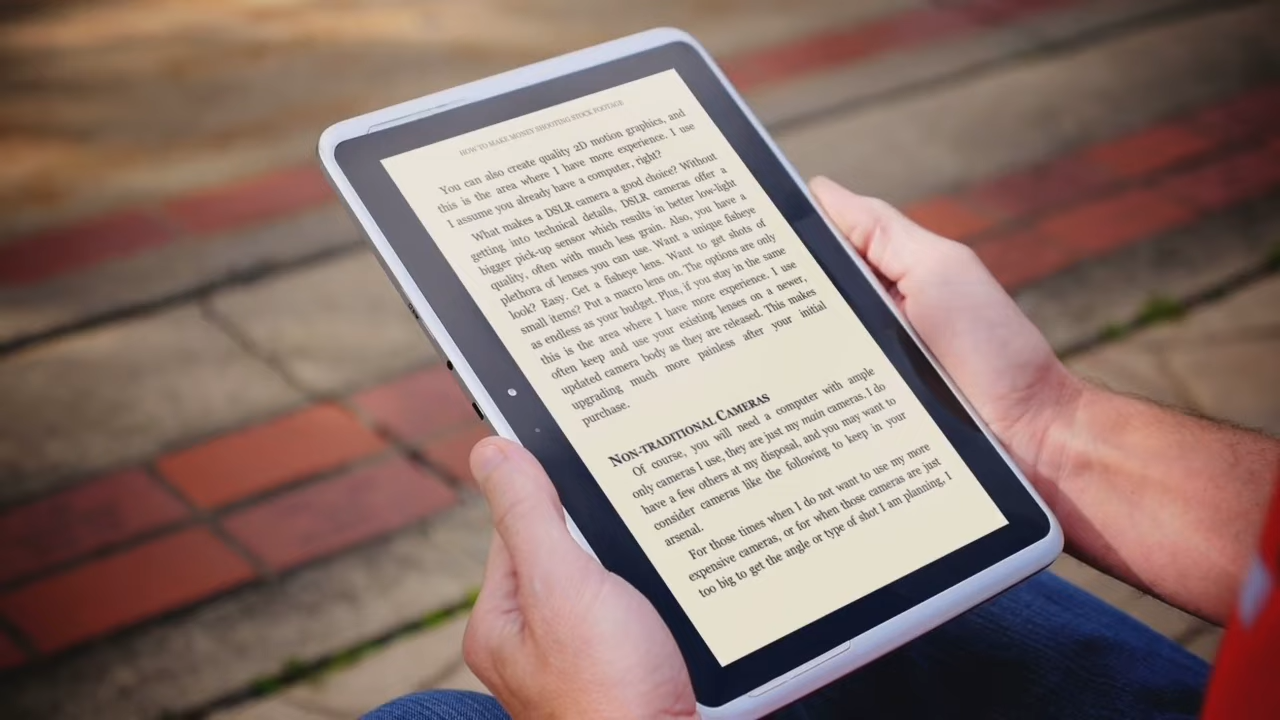 HOW TO MAKE MONEY SHOOTING STOCK FOOTAGE
You can also create quality 2D motion graphics, and
this is the area where I have more experience. I use
I assume you already have a computer, right?
What makes a DSLR camera a good choice? Without
getting into technical details, DSLR cameras offer a
bigger pick-up sensor which results in better low-light
quality, often with much less grain. Also, you have a
plethora of lenses you can use. Want a unique fisheye
look? Easy. Get a fisheye lens. Want to get shots of
small items? Put a macro lens on. The options are only
as endless as your budget. Plus, if you stay in the same
this is the area where I have more experience. I use
often keep and use your existing lenses on a newer,
updated camera body as they are released. This makes
upgrading much more painless after your initial
purchase.
NON-TRADITIONAL CAMERAS
Of course, you will need a computer with ample
only cameras I use, they are just my main cameras. I do
have a few others at my disposal, and you may want to
consider cameras like the following to keep in your
arsenal.
For those times when I do not want to use my more
expensive cameras, or for when those cameras are just
too big to get the angle or type of shot I am planning, I